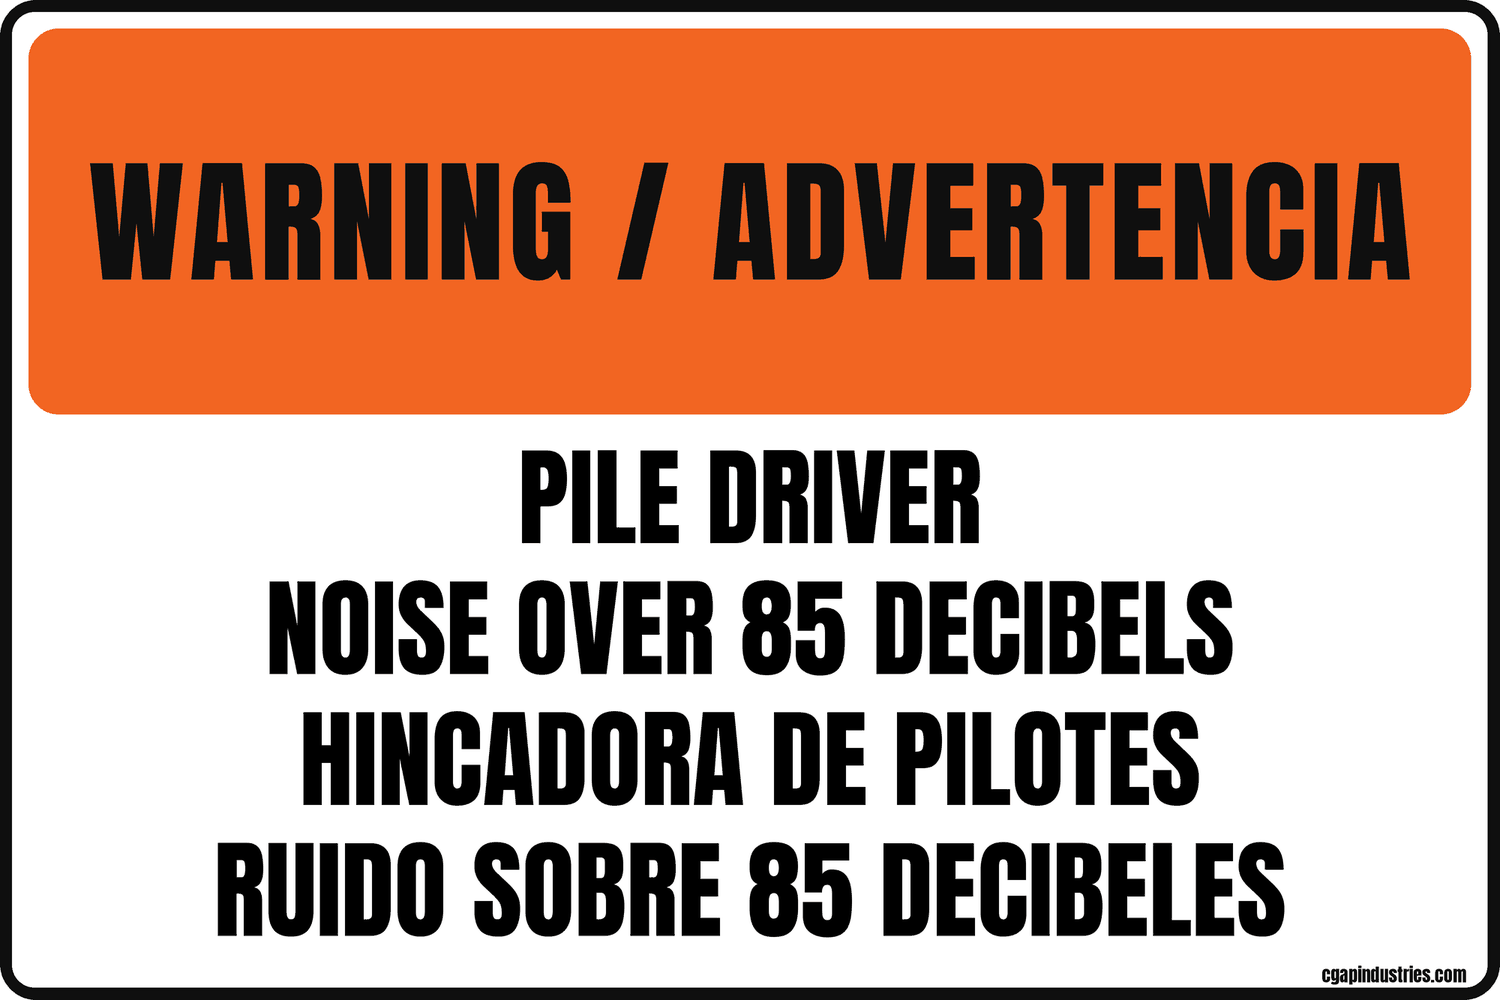 WARNING / ADVERTENCIA
PILE DRIVER
NOISE OVER 85 DECIBELS
HINCADORA DE PILOTES
RUIDO SOBRE 85 DECIBELES
cgapindustries.com